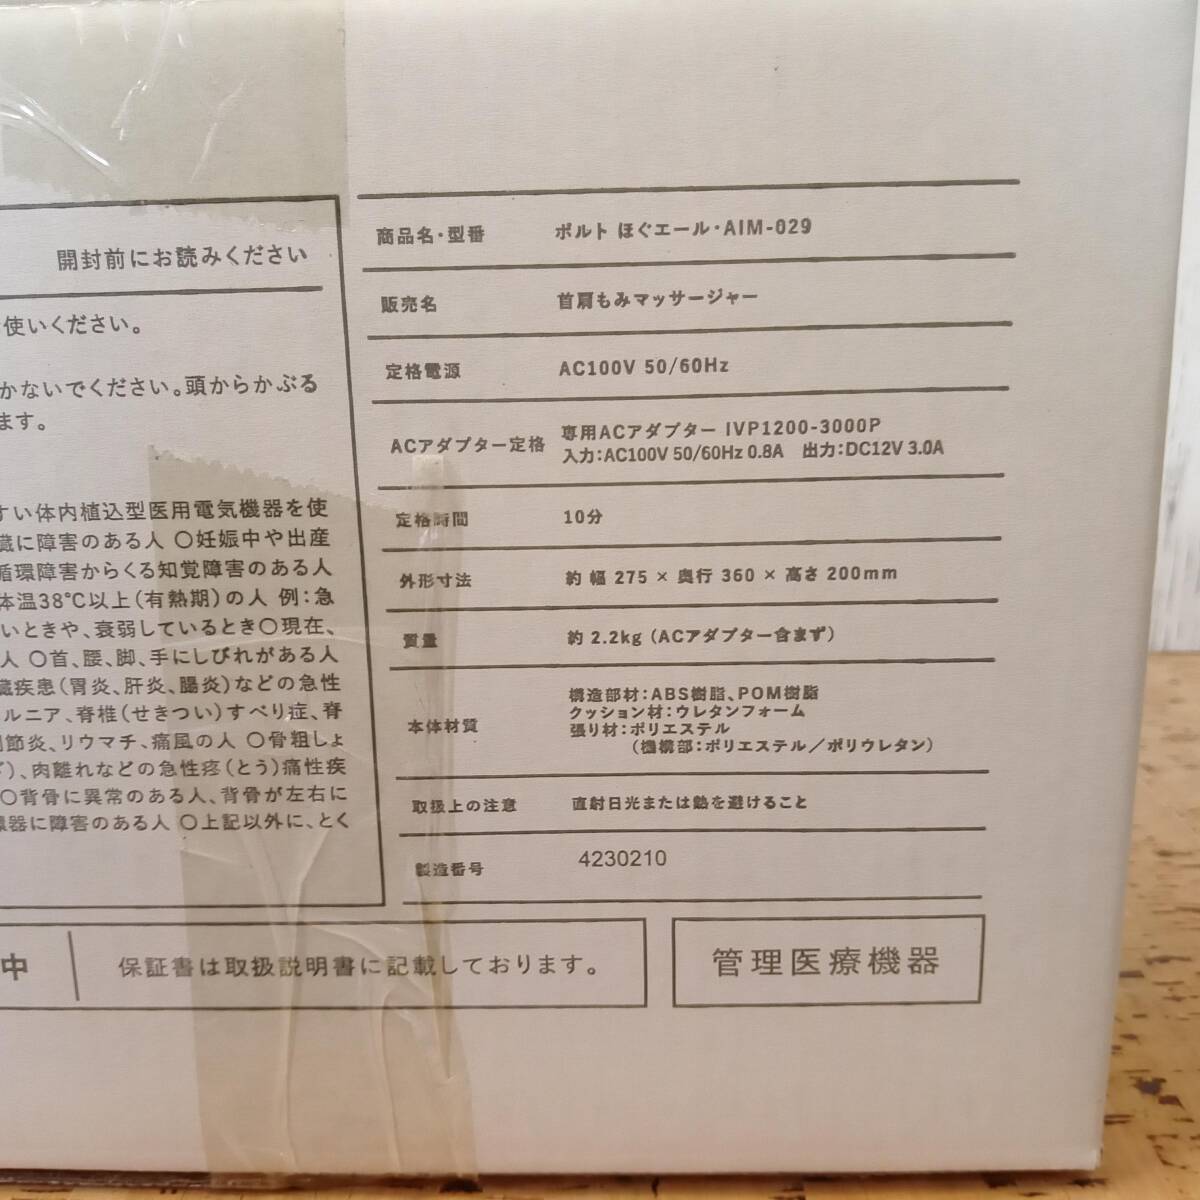 開封前にお読みください
使いください。
かないでください。頭からかぶる
ます。
すい体内植込型医用電気機器を使
臓に障害のある人 ○妊娠中や出産
循環障害からくる知覚障害のある人
体温38℃以上(有熱期)の人 例:急
いときや、衰弱しているとき○現在、
人 ○首、腰、脚、手にしびれがある人
臓疾患(胃炎、肝炎、腸炎)などの急性
ルニア、脊椎(せきつい)すべり症、脊
関節炎、リウマチ、痛風の人 ○骨粗しょ
、肉離れなどの急性疼(とう)痛性疾
○背骨に異常のある人、背骨が左右に
器に障害のある人 ○上記以外に、とく
商品名・型番 ポルト ほぐエール・AIM-029
販売名 首肩もみマッサージャー
定格電源 AC100V 50/60Hz
ACアダプター定格 専用ACアダプター IVP1200-3000P
入力:AC100V 50/60Hz 0.8A 出力:DC12V 3.0A
定格時間 10分
外形寸法 約 幅 275 × 奥行 360 × 高さ 200mm
質量 約 2.2kg (ACアダプター含まず)
本体材質 構造部材:ABS樹脂、POM樹脂
クッション材:ウレタンフォーム
張り材:ポリエステル
(機構部:ポリエステル/ポリウレタン)
取扱上の注意 直射日光または熱を避けること
製造番号 4230210
中 保証書は取扱説明書に記載しております。
管理医療機器